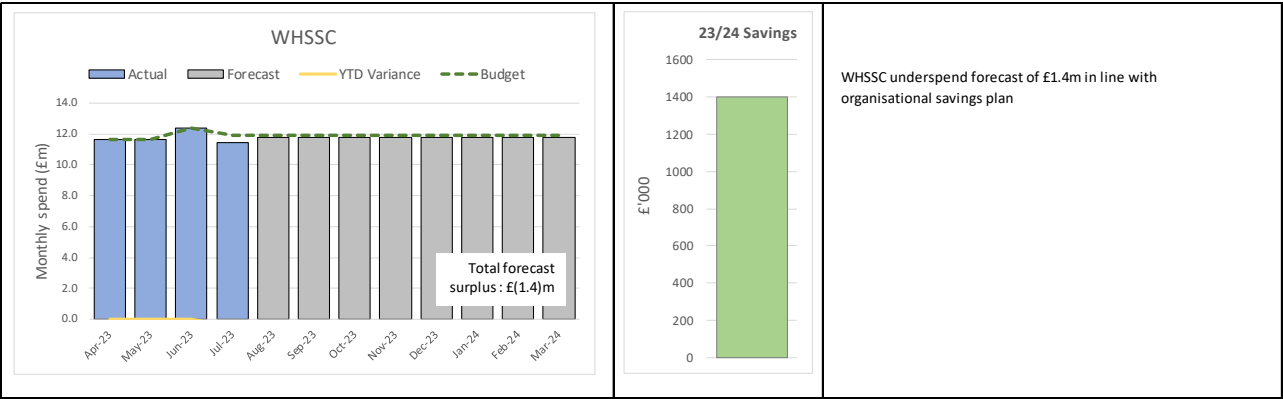 WHSSC
Actual Forecast YTD Variance Budget
Monthly spend (£m)
14.0
12.0
10.0
8.0
6.0
4.0
2.0
0.0
Total forecast
surplus : £(1.4)m
Apr-23 May-23 Jun-23 Jul-23 Aug-23 Sep-23 Oct-23 Nov-23 Dec-23 Jan-24 Feb-24 Mar-24
23/24 Savings
£'000
1600
1400
1200
1000
800
600
400
200
0
WHSSC underspend forecast of £1.4m in line with
organisational savings plan